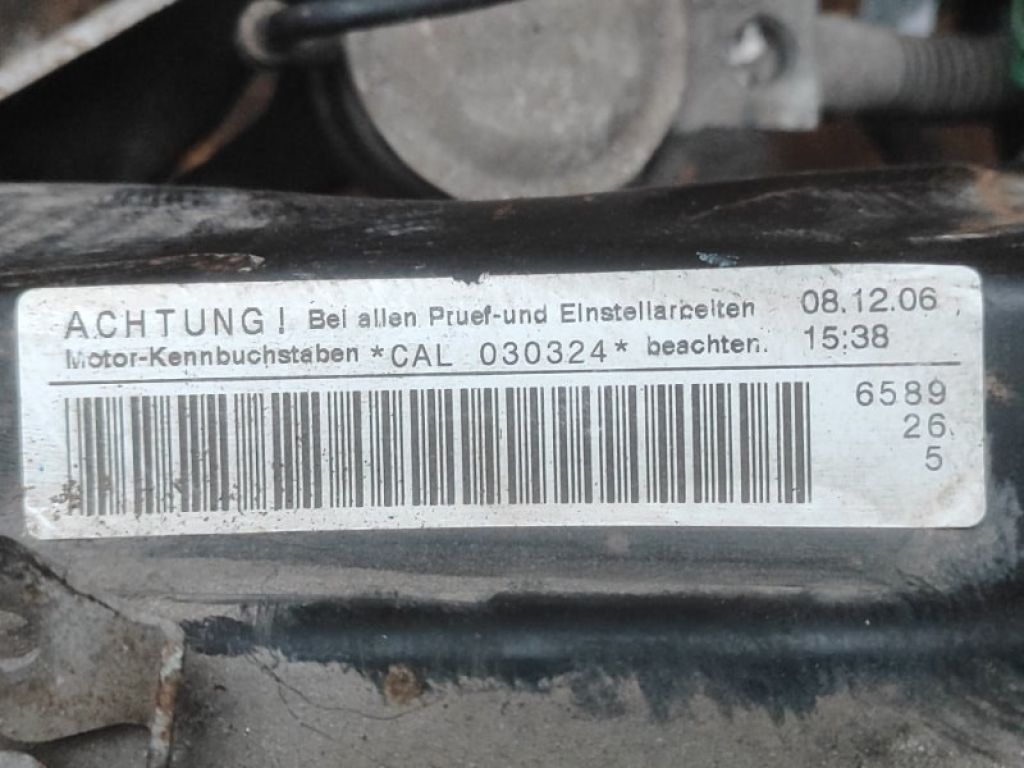 ACHTUNG! Bei allen Pruef-und Einstellarbeiten 08.12.06
Motor-Kennbuchstaben *CAL 030324* beachten. 15:38
6589
26
5